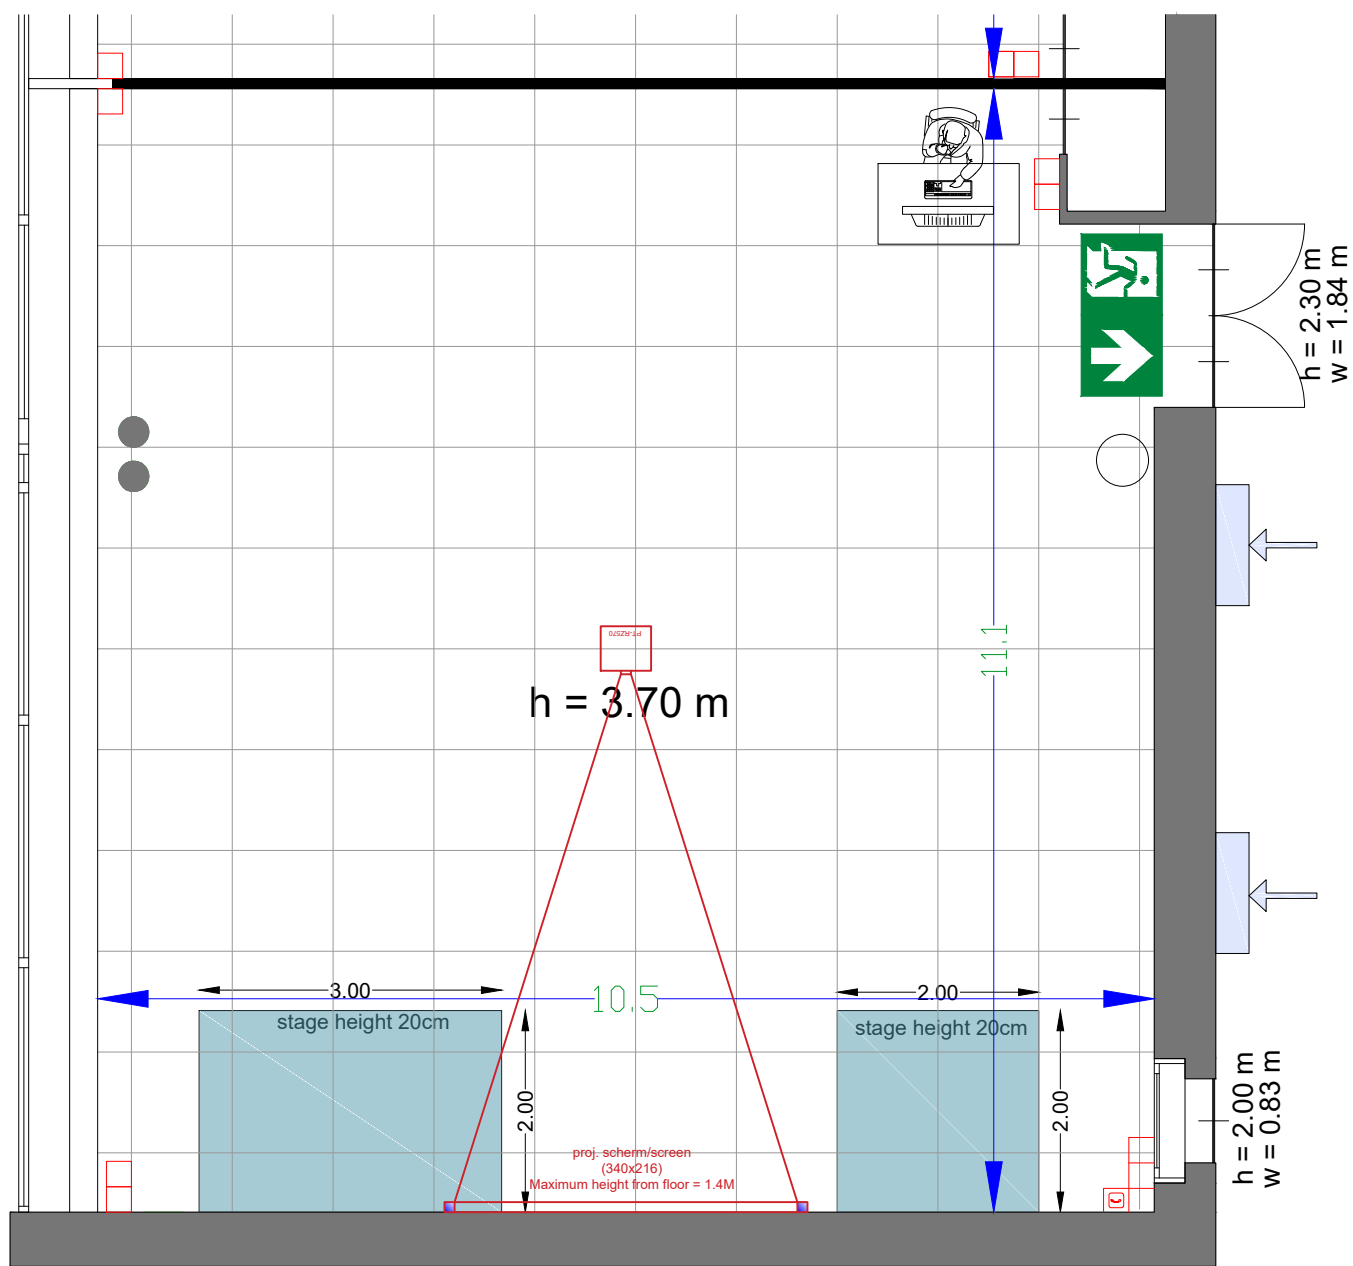 h = 2.30 m
w = 1.84 m
11.1
PT-RZ570
h = 3.70 m
3.00
10.5
2.00
stage height 20cm
stage height 20cm
2.00
2.00
h = 2.00 m
w = 0.83 m
proj. scherm/screen
(340x216)
Maximum height from floor = 1.4M